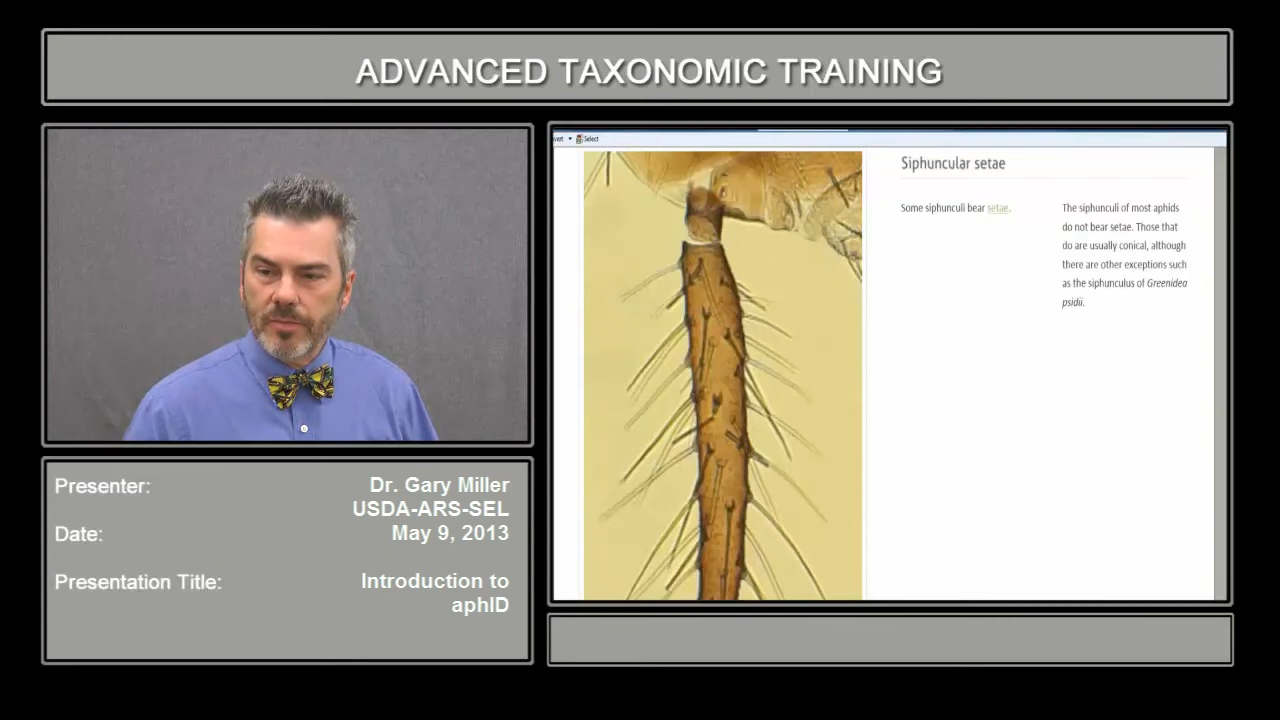 ADVANCED TAXONOMIC TRAINING
Select
Siphuncular setae
Some siphunculi bear setae.
The siphunculi of most aphids
do not bear setae. Those that
do are usually conical, although
there are other exceptions such
as the siphunculus of Greenidea
psidii.
Presenter:
Dr. Gary Miller
USDA-ARS-SEL
Date:
May 9, 2013
Presentation Title:
Introduction to
aphID